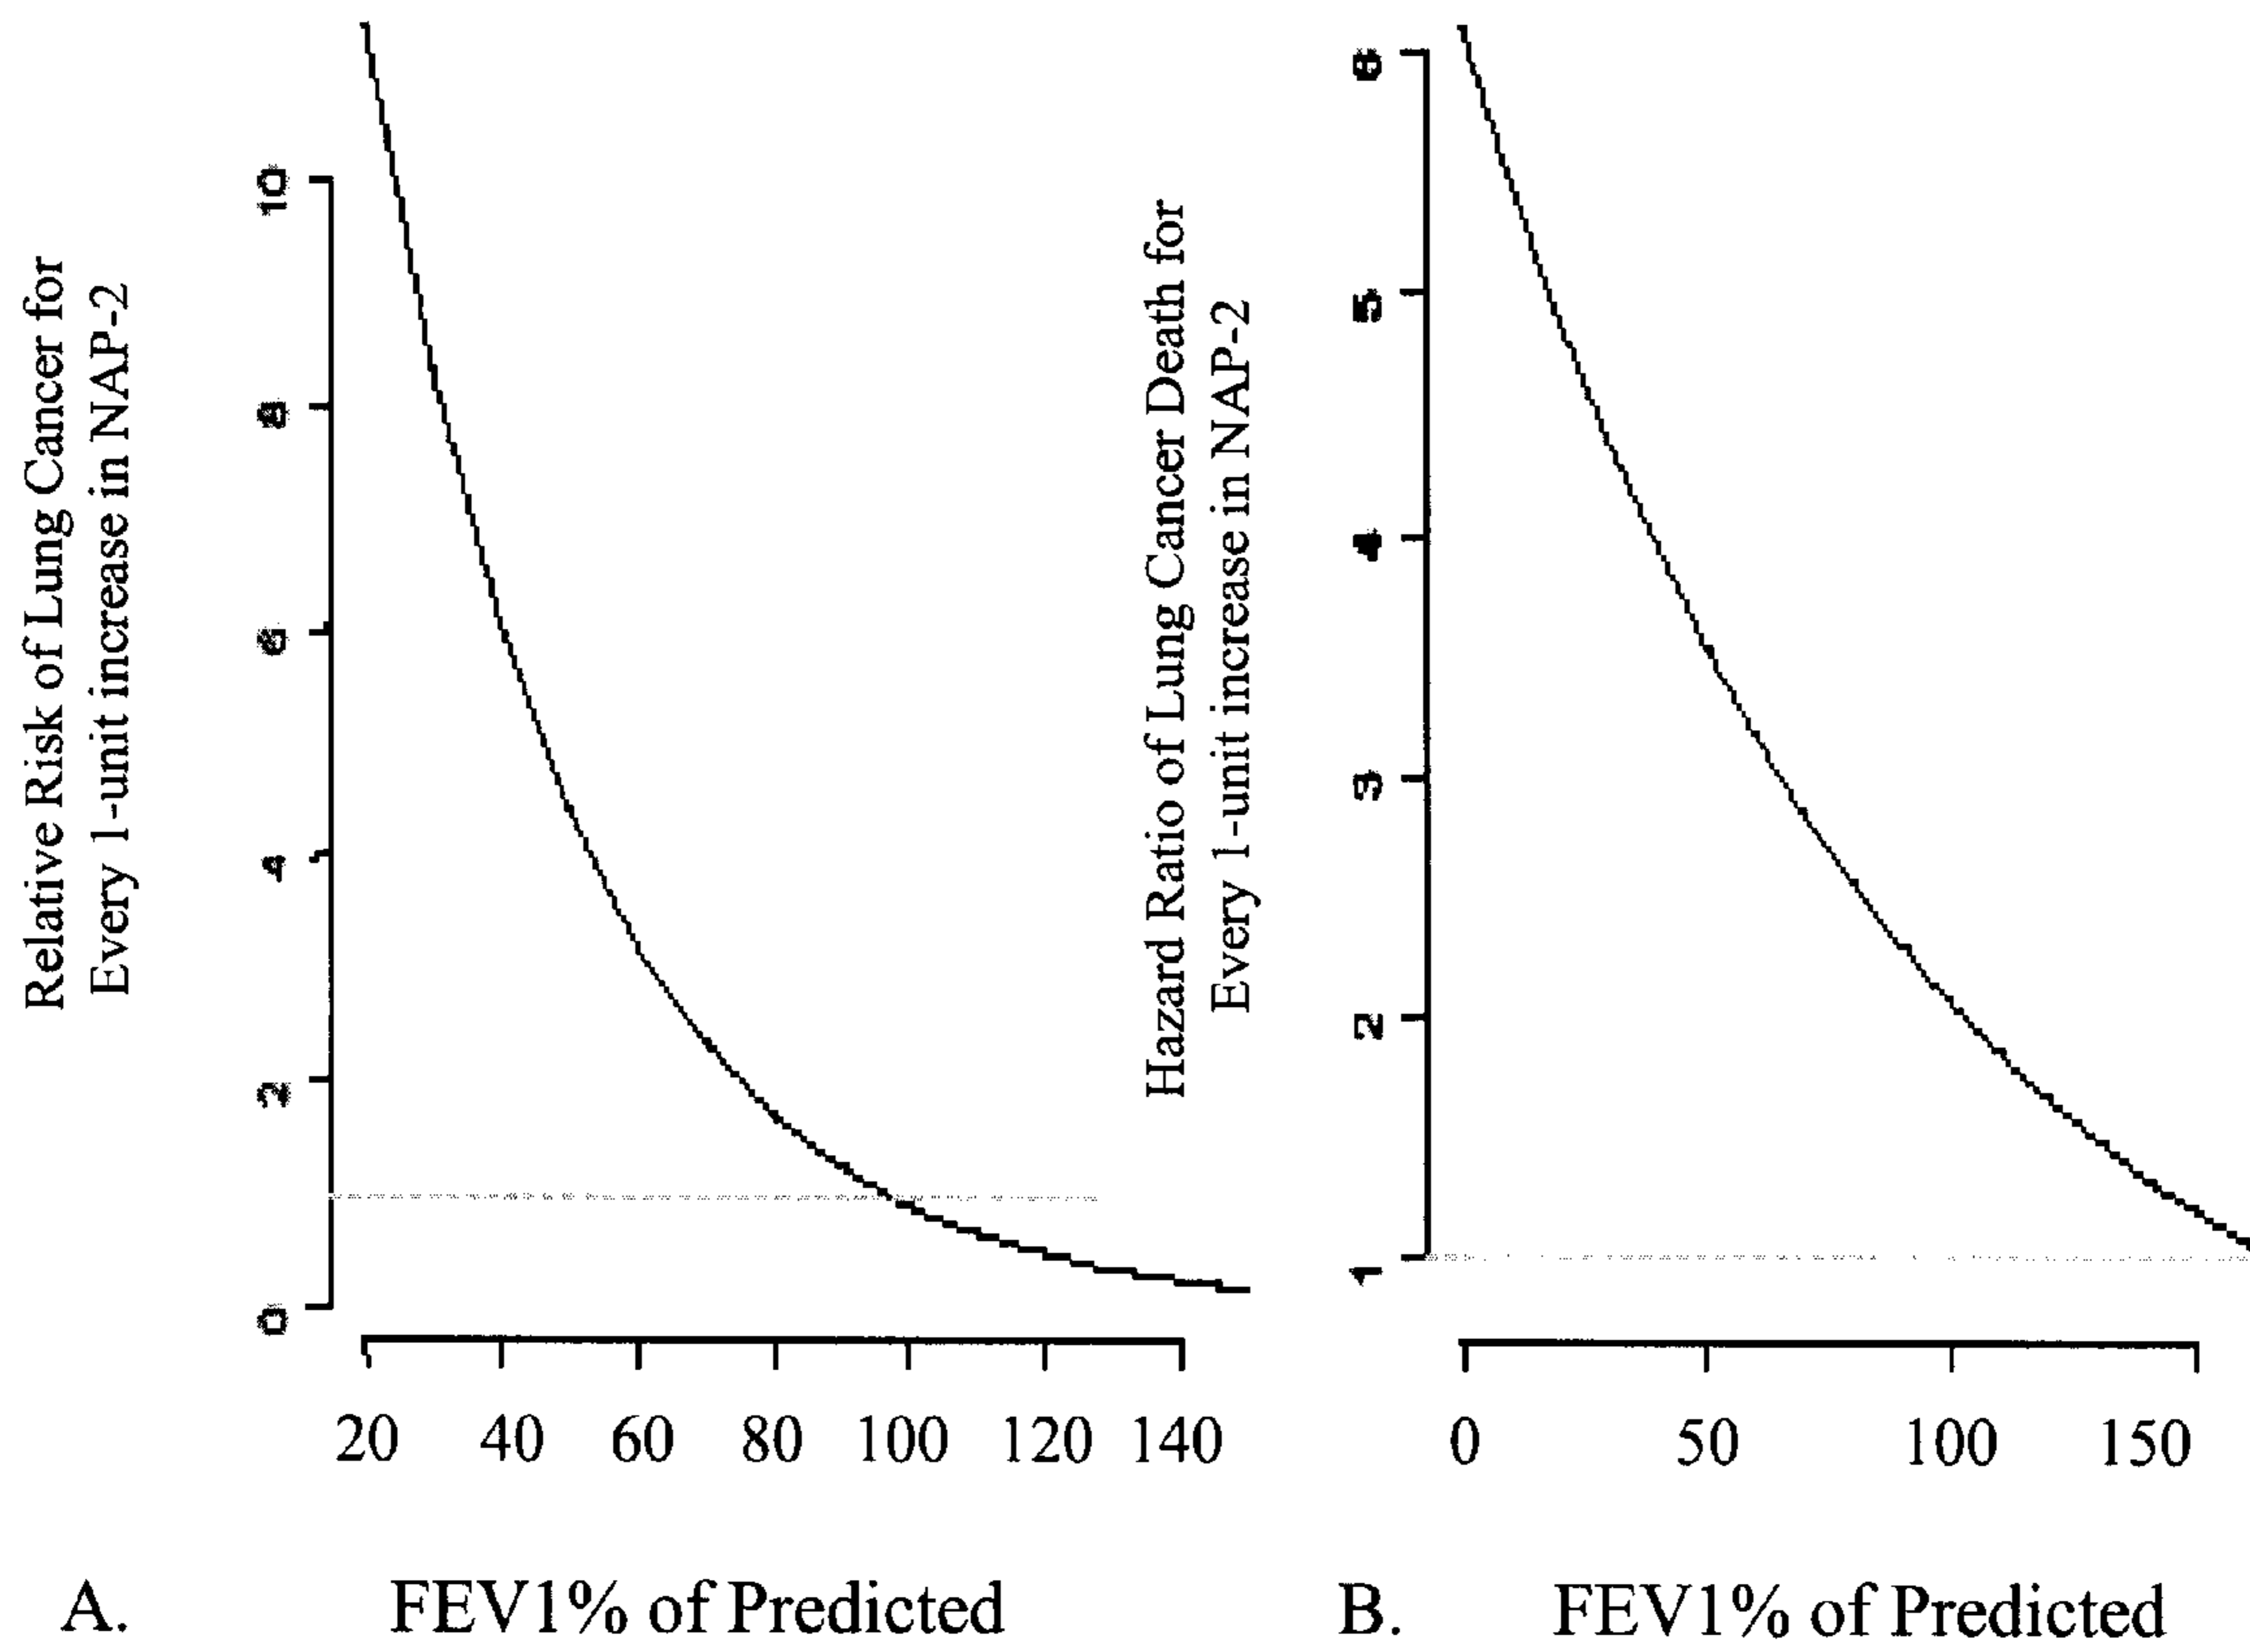 Relative Risk of Lung Cancer for
Every 1-unit increase in NAP-2
10
8
6
4
2
0
20 40 60 80 100 120 140
A. FEV1% of Predicted
Hazard Ratio of Lung Cancer Death for
Every 1-unit increase in NAP-2
6
5
4
3
2
1
0 50 100 150
B. FEV1% of Predicted